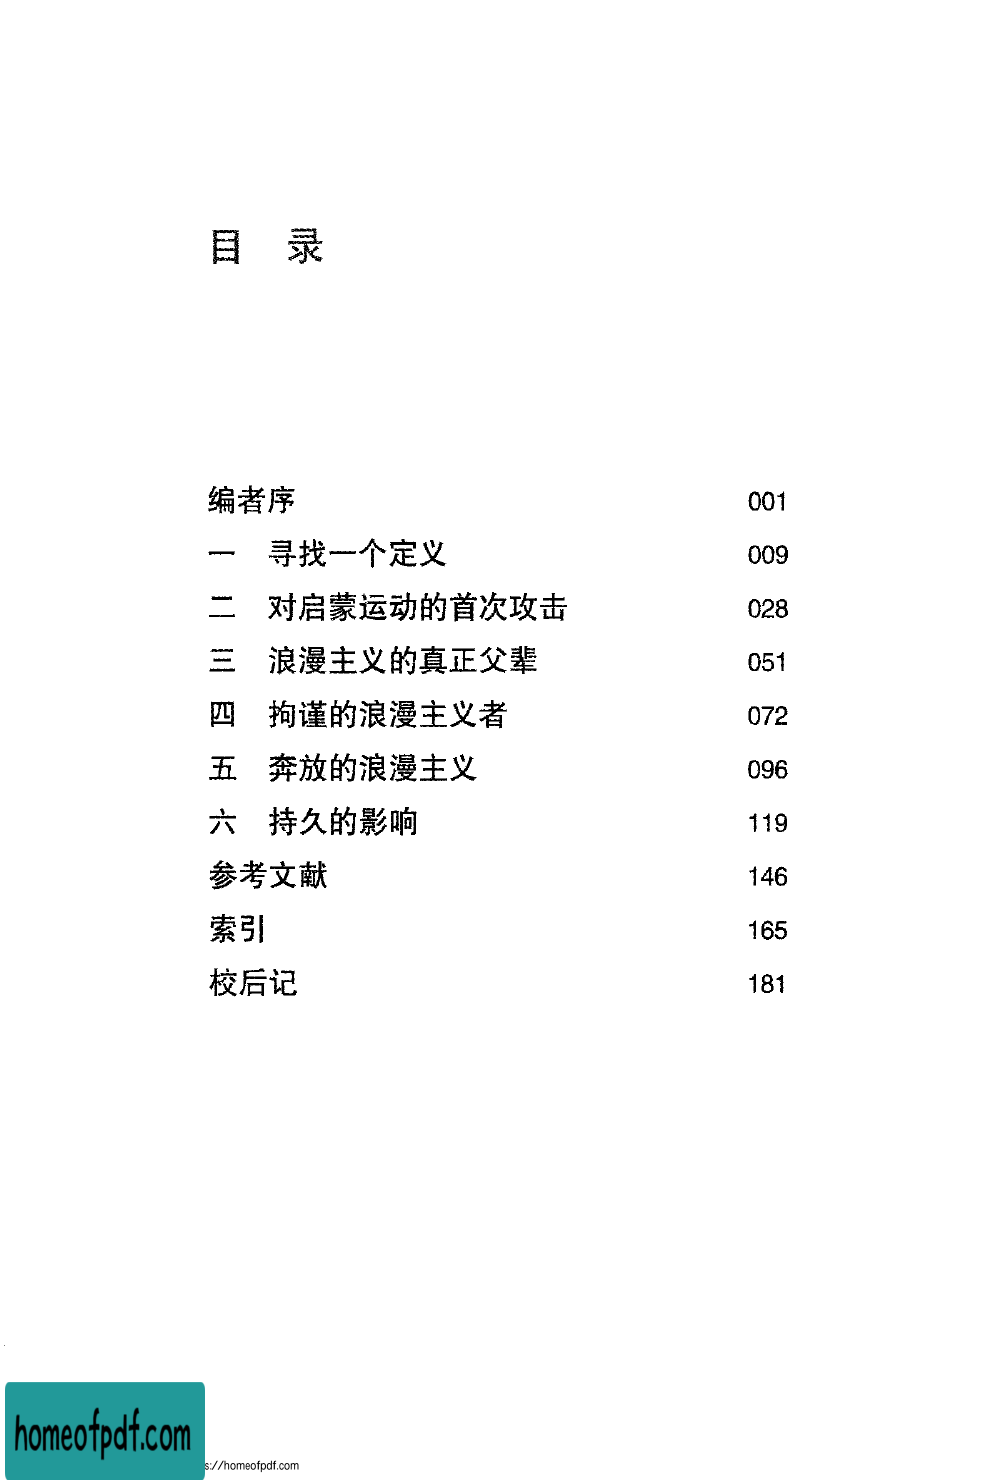 目 录
编者序 001
一 寻找一个定义 009
二 对启蒙运动的首次攻击 028
三 浪漫主义的真正父辈 051
四 拘谨的浪漫主义者 072
五 奔放的浪漫主义 096
六 持久的影响 119
参考文献 146
索引 165
校后记 181
homeofpdf.com
s://homeofpdf.com